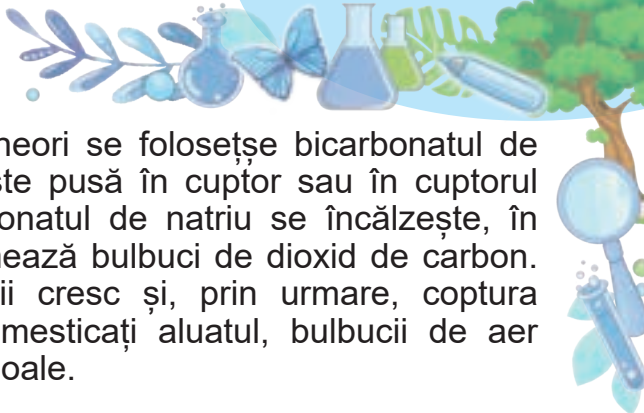 neori se folosețse bicarbonatul de
ste pusă în cuptor sau în cuptorul
onatul de natriu se încălzește, în
nează bulbuci de dioxid de carbon.
ii cresc și, prin urmare, coptura
mesticați aluatul, bulbucii de aer
oale.